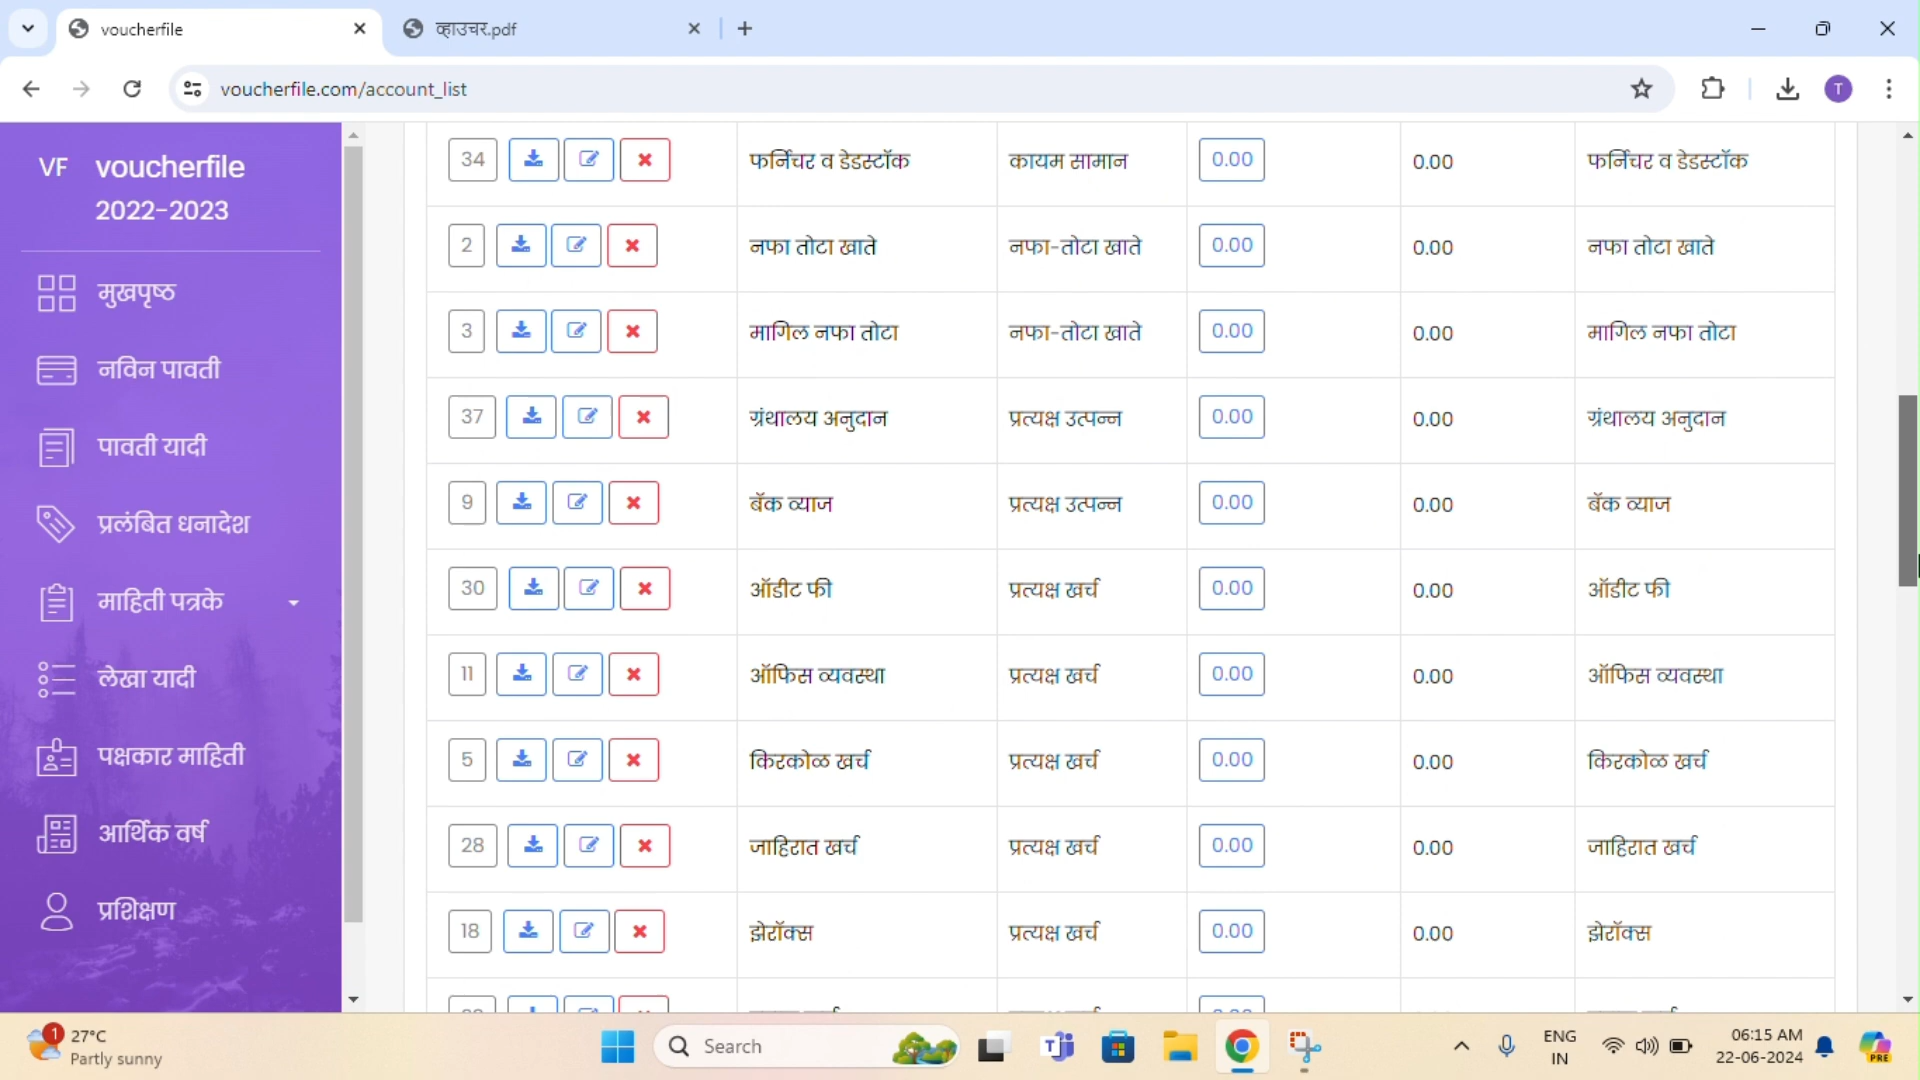 voucherfile
व्हाउचर.pdf
voucherfile.com/account_list
T
VF voucherfile
2022-2023
मुखपृष्ठ
नविन पावती
पावती यादी
प्रलंबित धनादेश
माहिती पत्रके
लेखा यादी
पक्षकार माहिती
आर्थिक वर्ष
प्रशिक्षण
34 फर्निचर व डेडस्टॉक कायम सामान 0.00 0.00 फर्निचर व डेडस्टॉक
2 नफा तोटा खाते नफा-तोटा खाते 0.00 0.00 नफा तोटा खाते
3 मागिल नफा तोटा नफा-तोटा खाते 0.00 0.00 मागिल नफा तोटा
37 ग्रंथालय अनुदान प्रत्यक्ष उत्पन्न 0.00 0.00 ग्रंथालय अनुदान
9 बॅक व्याज प्रत्यक्ष उत्पन्न 0.00 0.00 बॅक व्याज
30 ऑडीट फी प्रत्यक्ष खर्च 0.00 0.00 ऑडीट फी
11 ऑफिस व्यवस्था प्रत्यक्ष खर्च 0.00 0.00 ऑफिस व्यवस्था
5 किरकोळ खर्च प्रत्यक्ष खर्च 0.00 0.00 किरकोळ खर्च
28 जाहिरात खर्च प्रत्यक्ष खर्च 0.00 0.00 जाहिरात खर्च
18 झेरॉक्स प्रत्यक्ष खर्च 0.00 0.00 झेरॉक्स
1 27°C
Partly sunny
Search
ENG
IN
06:15 AM
22-06-2024
PRE